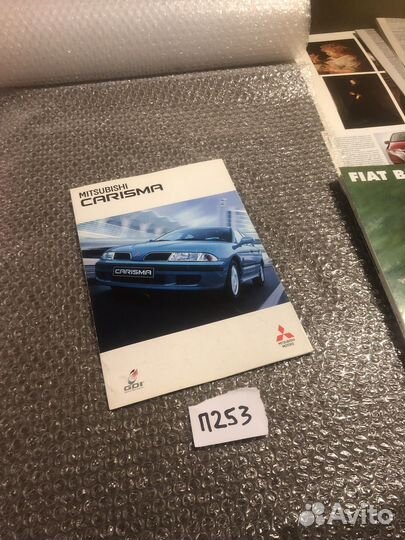 MITSUBISHI
CARISMA
CARISMA
GDI
MITSUBISHI
MOTORS
FIAT B
П253
Avito